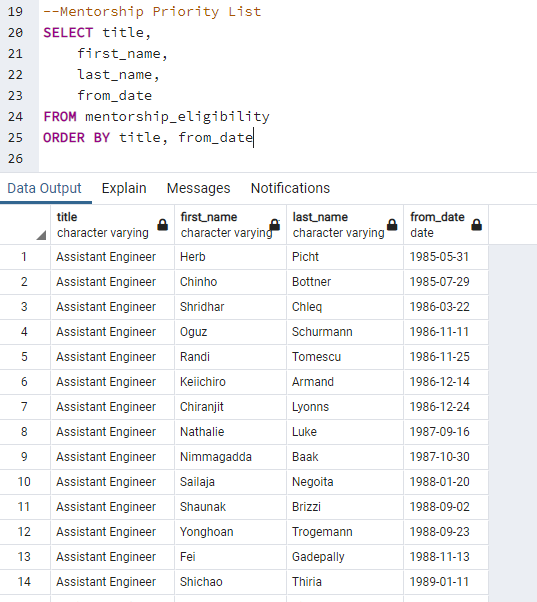 19 --Mentorship Priority List
20 SELECT title,
21 first_name,
22 last_name,
23 from_date
24 FROM mentorship_eligibility
25 ORDER BY title, from_date
26
Data Output Explain Messages Notifications
title first_name last_name from_date
character varying character varying character varying date
1 Assistant Engineer Herb Picht 1985-05-31
2 Assistant Engineer Chinho Bottner 1985-07-29
3 Assistant Engineer Shridhar Chleq 1986-03-22
4 Assistant Engineer Oguz Schurmann 1986-11-11
5 Assistant Engineer Randi Tomescu 1986-11-25
6 Assistant Engineer Keiichiro Armand 1986-12-14
7 Assistant Engineer Chiranjit Lyonns 1986-12-24
8 Assistant Engineer Nathalie Luke 1987-09-16
9 Assistant Engineer Nimmagadda Baak 1987-10-30
10 Assistant Engineer Sailaja Negoita 1988-01-20
11 Assistant Engineer Shaunak Brizzi 1988-09-02
12 Assistant Engineer Yonghoan Trogemann 1988-09-23
13 Assistant Engineer Fei Gadepally 1988-11-13
14 Assistant Engineer Shichao Thiria 1989-01-11